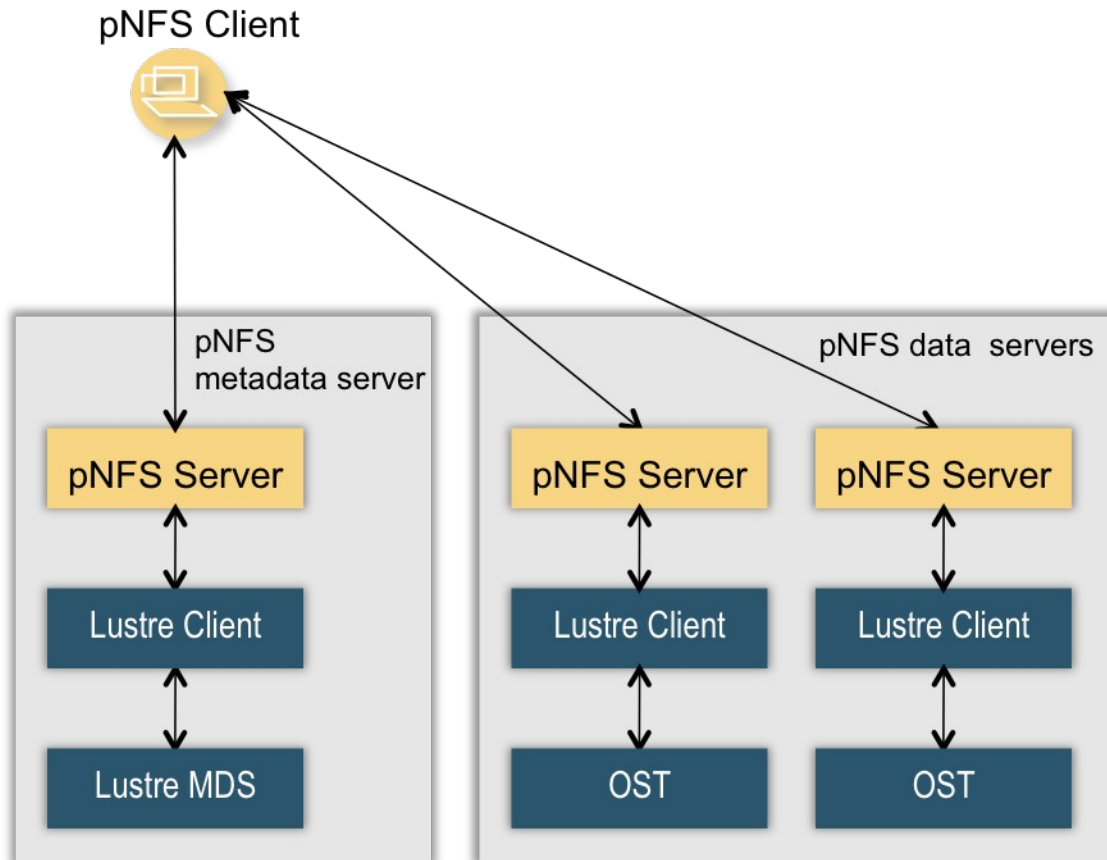 pNFS Client
pNFS
metadata server
pNFS data servers
pNFS Server
pNFS Server
pNFS Server
Lustre Client
Lustre Client
Lustre Client
Lustre MDS
OST
OST